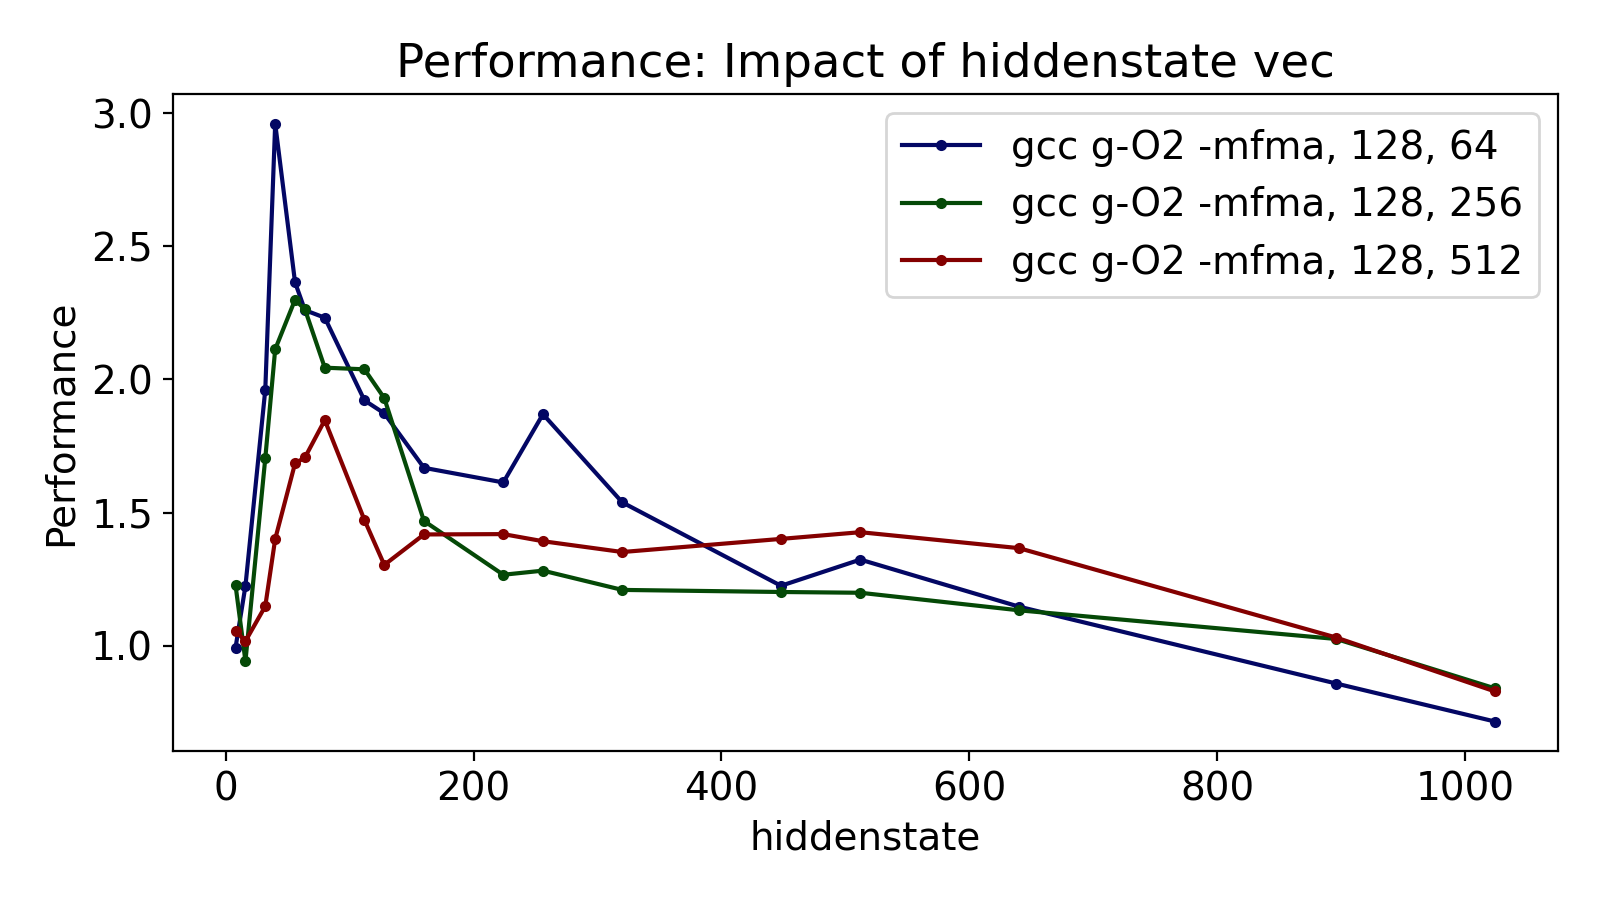 Performance: Impact of hiddenstate vec
3.0
2.5
2.0
1.5
1.0
Performance
gcc g-O2 -mfma, 128, 64
gcc g-O2 -mfma, 128, 256
gcc g-O2 -mfma, 128, 512
0 200 400 600 800 1000
hiddenstate